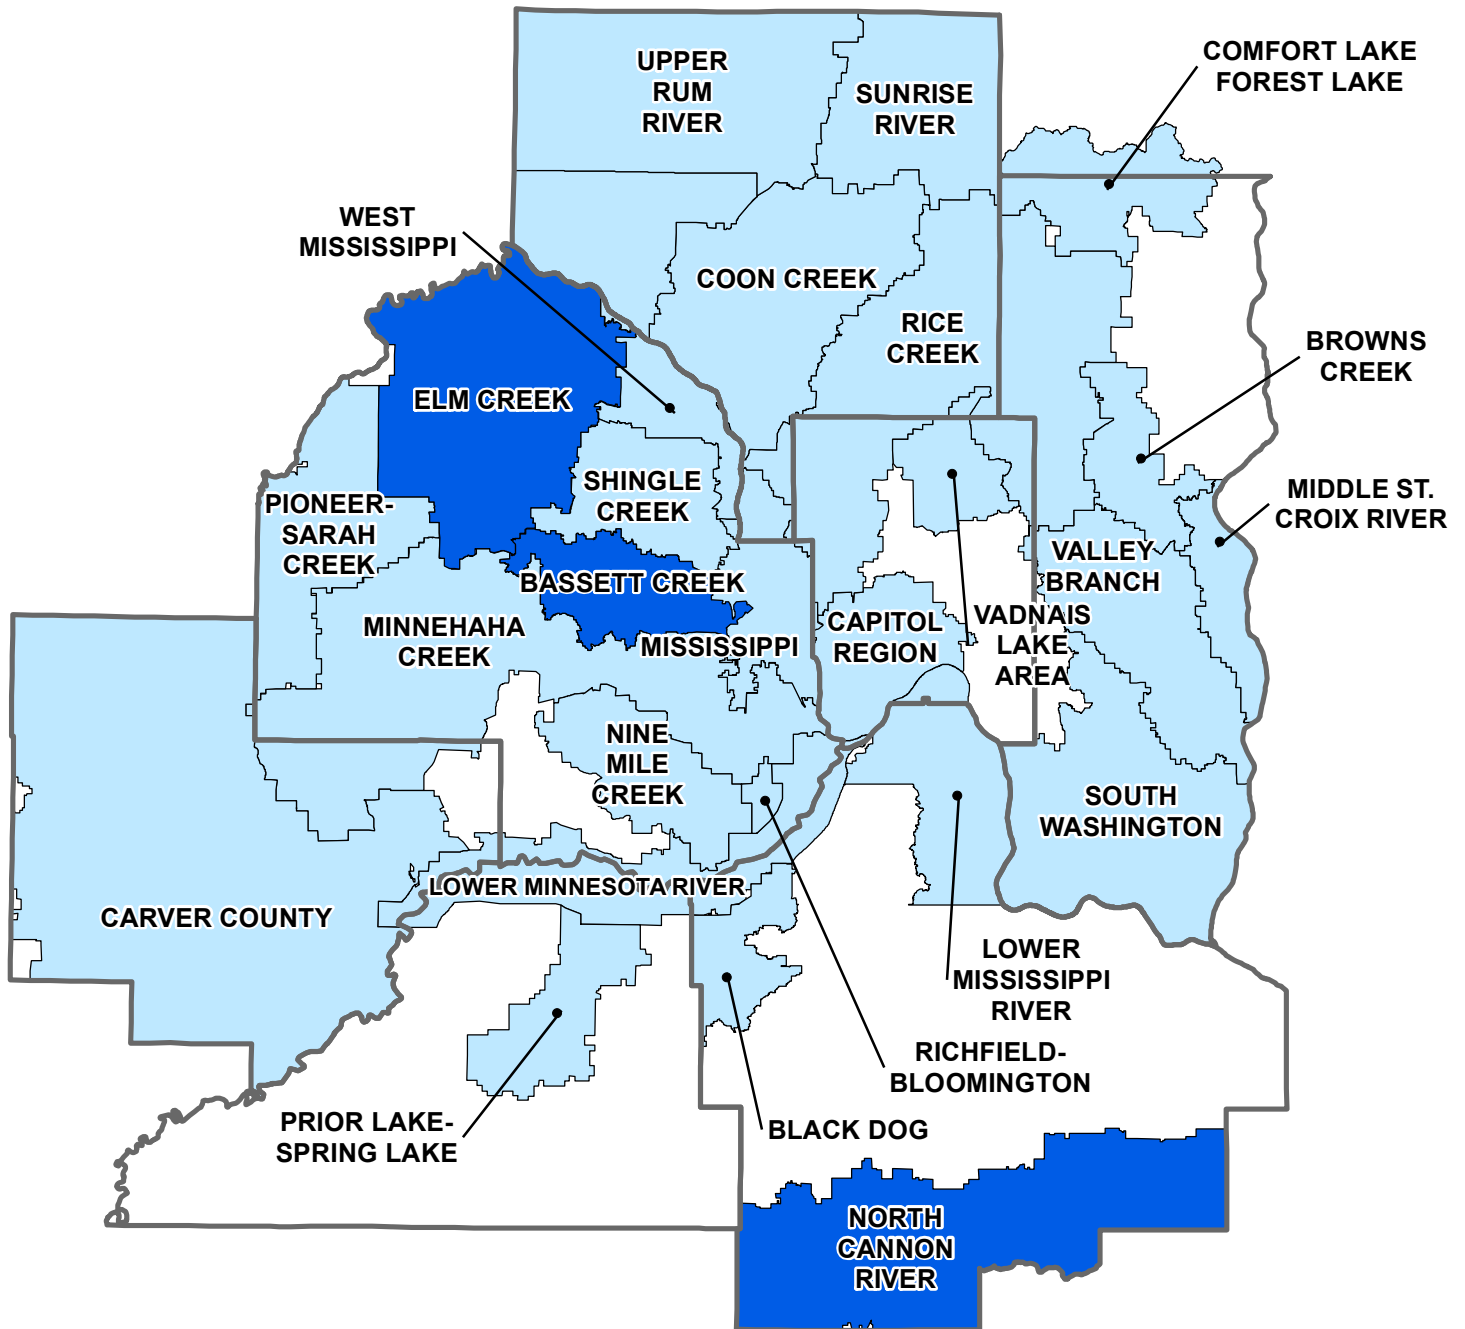 COMFORT LAKE
FOREST LAKE
UPPER
RUM
RIVER
SUNRISE
RIVER
WEST
MISSISSIPPI
COON CREEK
RICE
CREEK
BROWNS
CREEK
ELM CREEK
SHINGLE
CREEK
PIONEER-
SARAH
CREEK
MIDDLE ST.
CROIX RIVER
VALLEY
BRANCH
BASSETT CREEK
MINNEHAHA
CREEK
MISSISSIPPI
CAPITOL
REGION
VADNAIS
LAKE
AREA
NINE
MILE
CREEK
SOUTH
WASHINGTON
LOWER MINNESOTA RIVER
CARVER COUNTY
LOWER
MISSISSIPPI
RIVER
RICHFIELD-
BLOOMINGTON
PRIOR LAKE-
SPRING LAKE
BLACK DOG
NORTH
CANNON
RIVER